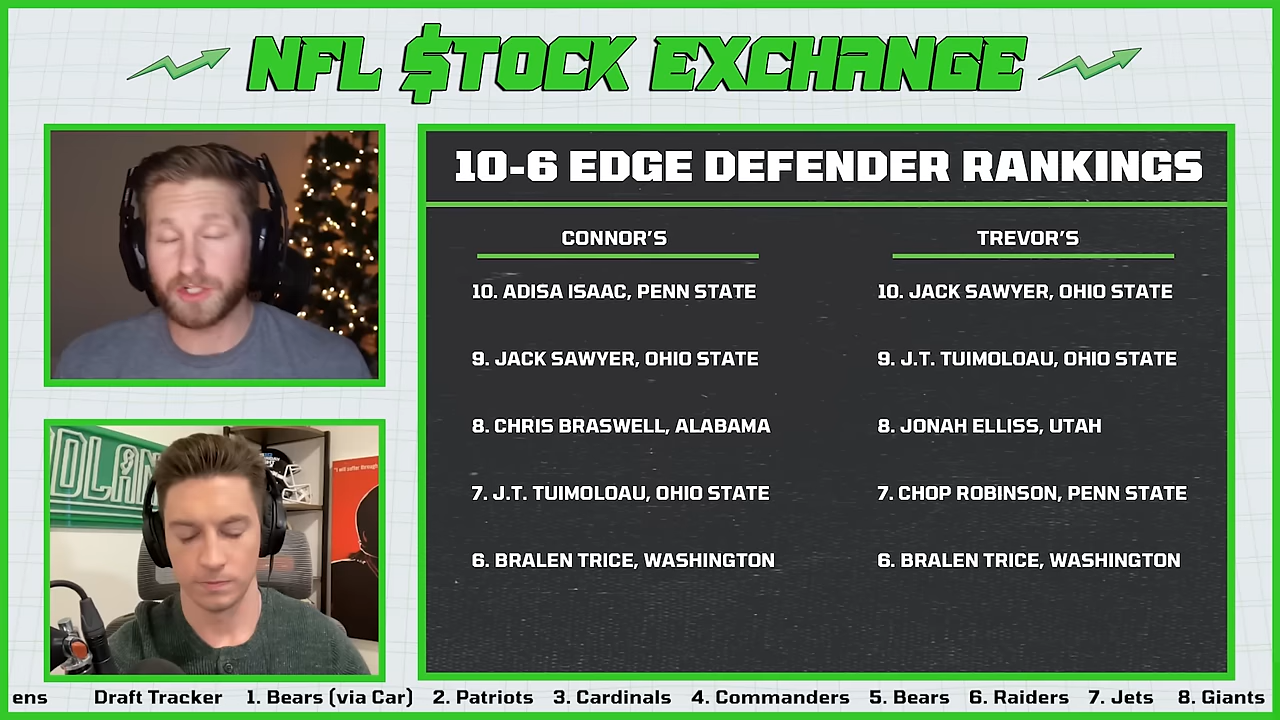 NFL $TOCK EXCHANGE
10-6 EDGE DEFENDER RANKINGS
CONNOR'S
10. ADISA ISAAC, PENN STATE
9. JACK SAWYER, OHIO STATE
8. CHRIS BRASWELL, ALABAMA
7. J.T. TUIMOLOAU, OHIO STATE
6. BRALEN TRICE, WASHINGTON
TREVOR'S
10. JACK SAWYER, OHIO STATE
9. J.T. TUIMOLOAU, OHIO STATE
8. JONAH ELLISS, UTAH
7. CHOP ROBINSON, PENN STATE
6. BRALEN TRICE, WASHINGTON
"I will suffer through
ens Draft Tracker 1. Bears (via Car) 2. Patriots 3. Cardinals 4. Commanders 5. Bears 6. Raiders 7. Jets 8. Giants